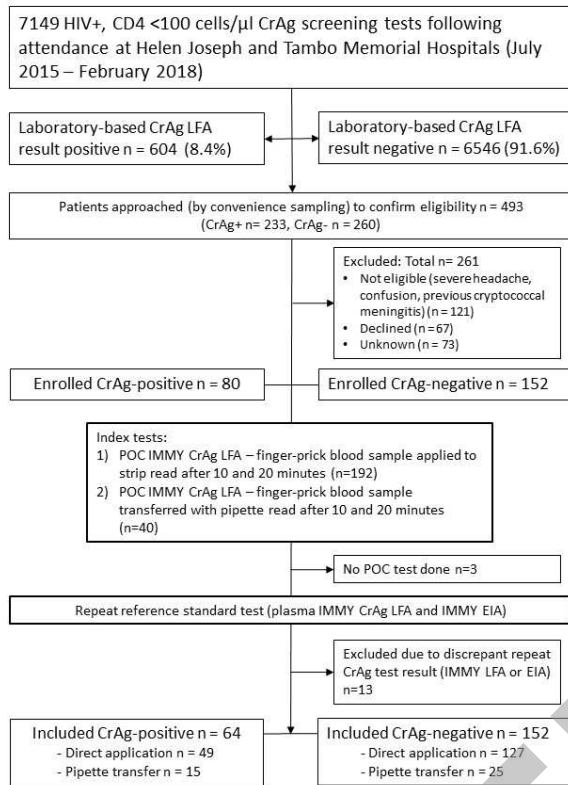 7149 HIV+, CD4 <100 cells/µl CrAg screening tests following
attendance at Helen Joseph and Tambo Memorial Hospitals (July
2015 – February 2018)
Laboratory-based CrAg LFA
result positive n = 604 (8.4%)
Laboratory-based CrAg LFA
result negative n = 6546 (91.6%)
Patients approached (by convenience sampling) to confirm eligibility n = 493
(CrAg+ n= 233, CrAg- n = 260)
Excluded: Total n= 261
• Not eligible (severe headache,
confusion, previous cryptococcal
meningitis) (n = 121)
• Declined (n = 67)
• Unknown (n = 73)
Enrolled CrAg-positive n = 80
Enrolled CrAg-negative n = 152
Index tests:
1) POC IMMY CrAg LFA – finger-prick blood sample applied to
strip read after 10 and 20 minutes (n=192)
2) POC IMMY CrAg LFA – finger-prick blood sample
transferred with pipette read after 10 and 20 minutes
(n=40)
No POC test done n=3
Repeat reference standard test (plasma IMMY CrAg LFA and IMMY EIA)
Excluded due to discrepant repeat
CrAg test result (IMMY LFA or EIA)
n=13
Included CrAg-positive n = 64
- Direct application = 49
- Pipette transfer n = 15
Included CrAg-negative n = 152
- Direct application n = 127
- Pipette transfer n = 25